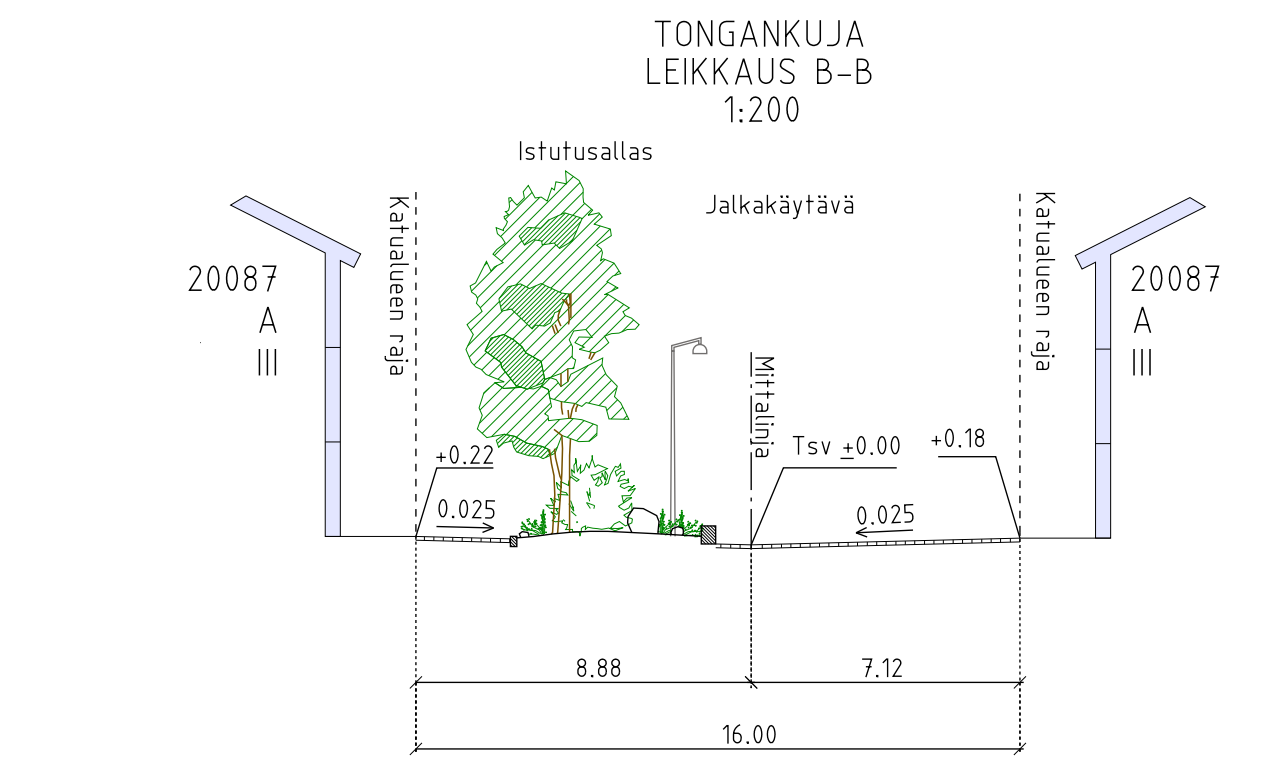 TONGANKUJA
LEIKKAUS B-B
1:200
Istutusallas
Jalkakäytävä
Katualueen raja
Katualueen raja
20087
A
III
20087
A
III
Mittalinja
+0.22
0.025
Tsv ±0.00
+0.18
0.025
8.88
7.12
16.00